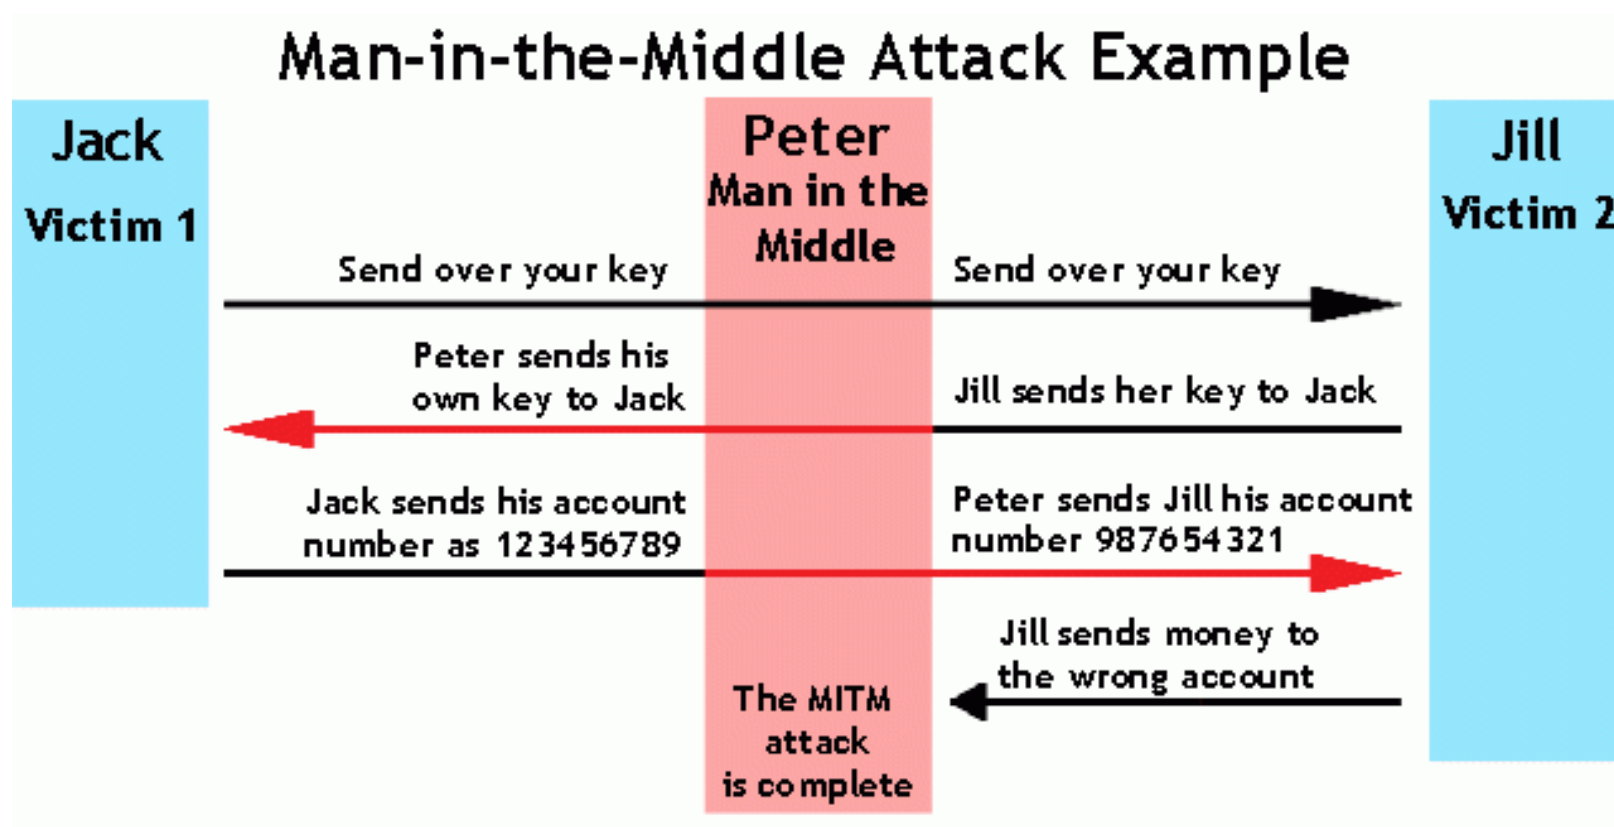 Man-in-the-Middle Attack Example
Jack
Victim 1
Peter
Man in the
Middle
Jill
Victim 2
Send over your key
Send over your key
Peter sends his
own key to Jack
Jill sends her key to Jack
Jack sends his account
number as 123456789
Peter sends Jill his account
number 987654321
Jill sends money to
the wrong account
The MITM
attack
is complete